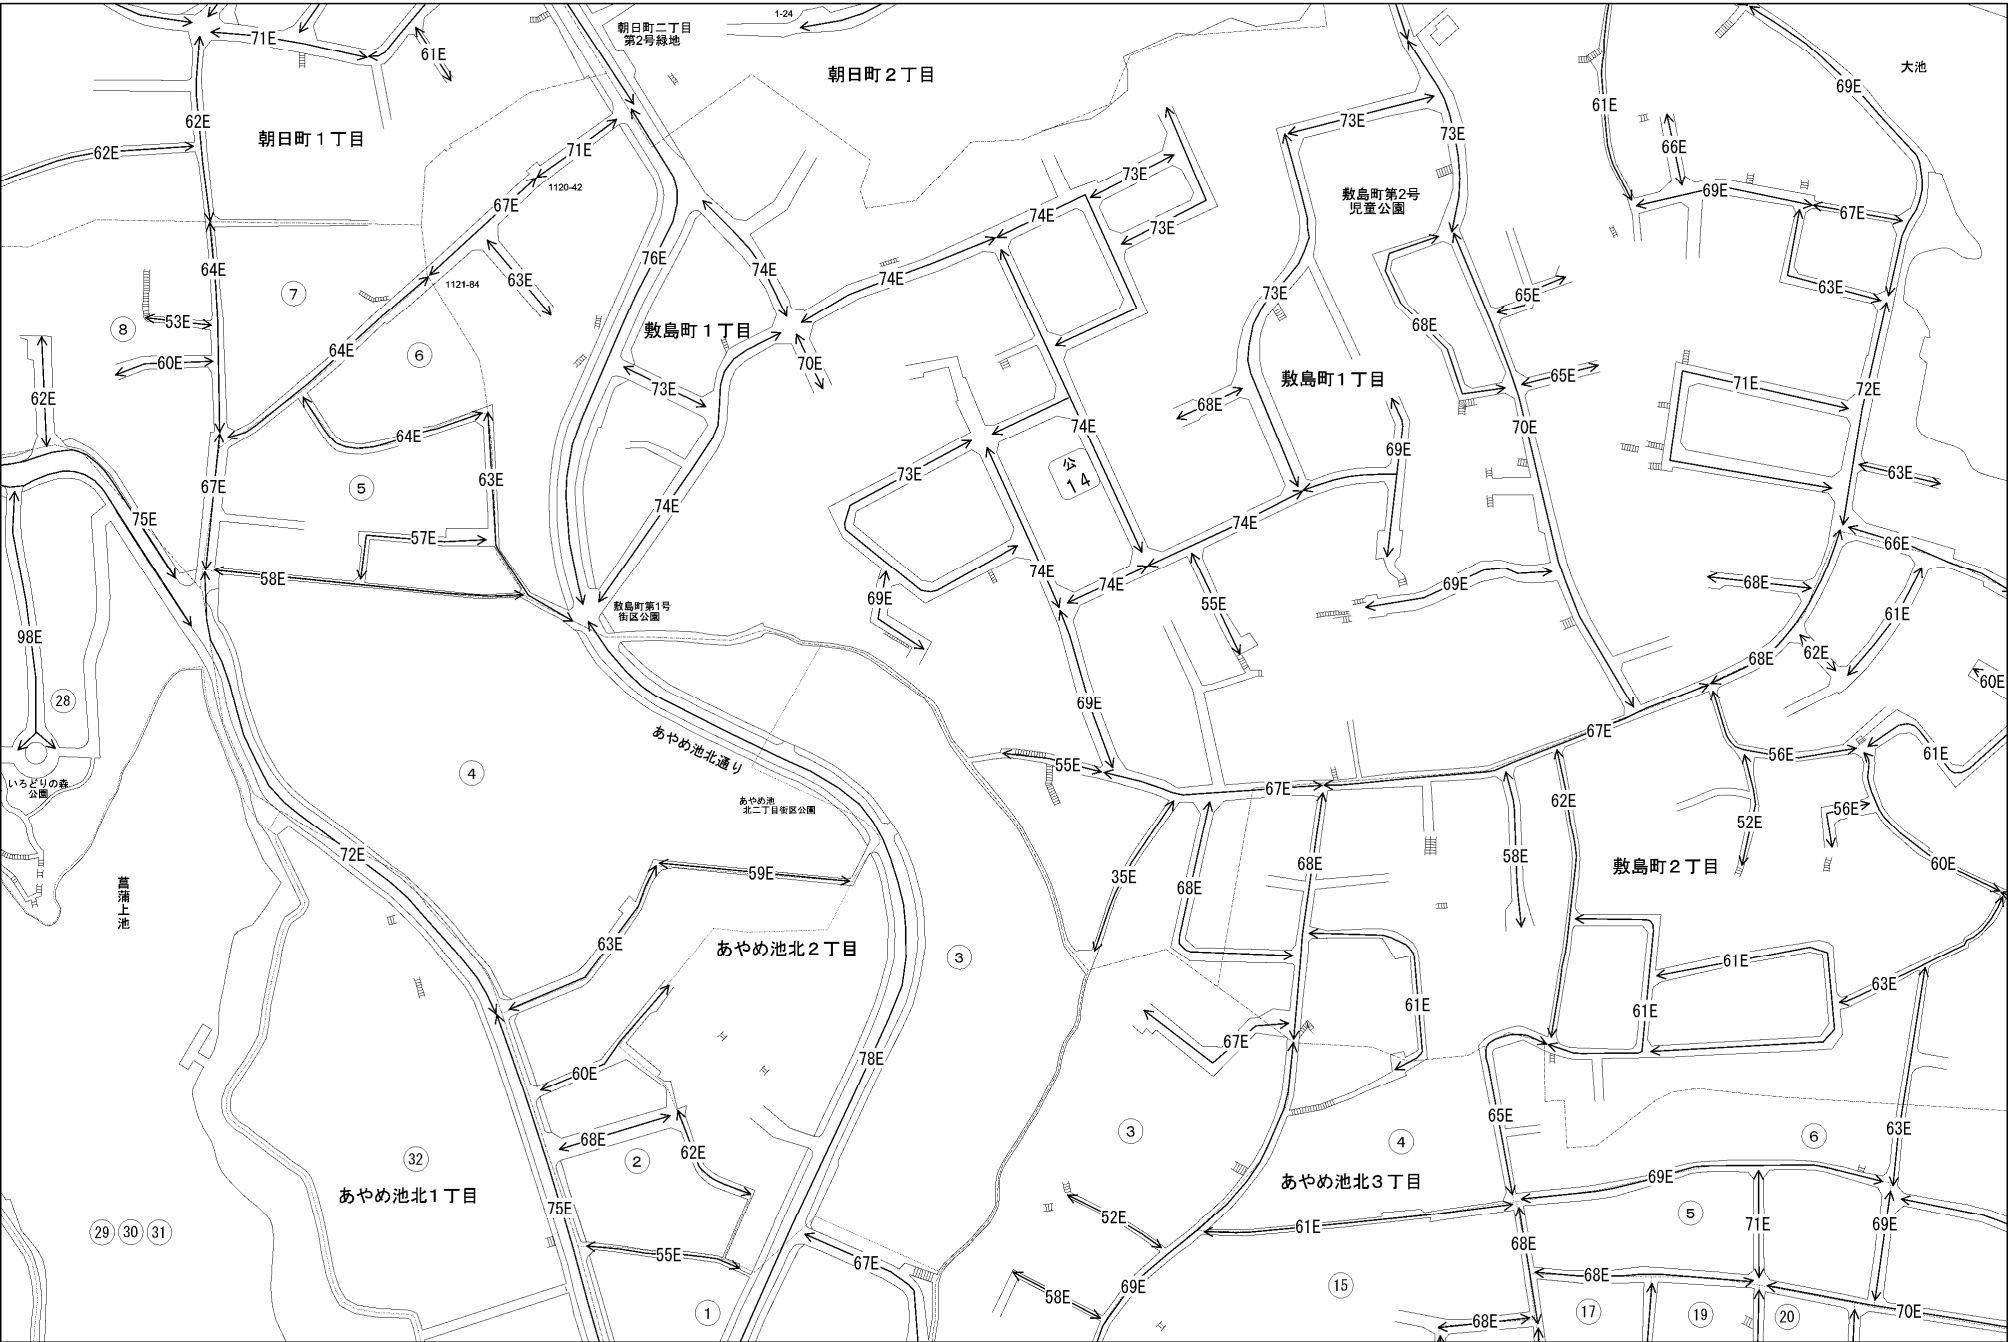 1-24
71E
61E
朝日町二丁目
第2号緑地
朝日町2丁目
大池
69E
62E
朝日町1丁目
62E
71E
1120-42
67E
73E
73E
61E
66E
敷島町第2号
児童公園
73E
69E
67E
74E
73E
76E
64E
7
1121-84
63E
74E
74E
73E
65E
63E
8
53E
60E
64E
6
敷島町1丁目
70E
68E
敷島町1丁目
65E
71E
72E
62E
73E
68E
64E
74E
70E
69E
67E
5
63E
73E
公
14
63E
75E
74E
74E
57E
66E
58E
74E
74E
69E
68E
98E
敷島町第1号
街区公園
69E
55E
61E
62E
68E
60E
28
69E
67E
あやめ池北通り
56E
61E
いろどりの森
公園
4
55E
67E
62E
あやめ池
北二丁目街区公園
56E
52E
72E
59E
35E
68E
68E
58E
敷島町2丁目
60E
菖蒲上池
63E
あやめ池北2丁目
3
61E
63E
61E
61E
67E
78E
60E
65E
68E
62E
2
3
4
6
63E
32
あやめ池北1丁目
あやめ池北3丁目
69E
29
30
31
75E
52E
61E
5
71E
69E
68E
55E
67E
69E
58E
15
68E
17
19
20
70E
1
68E